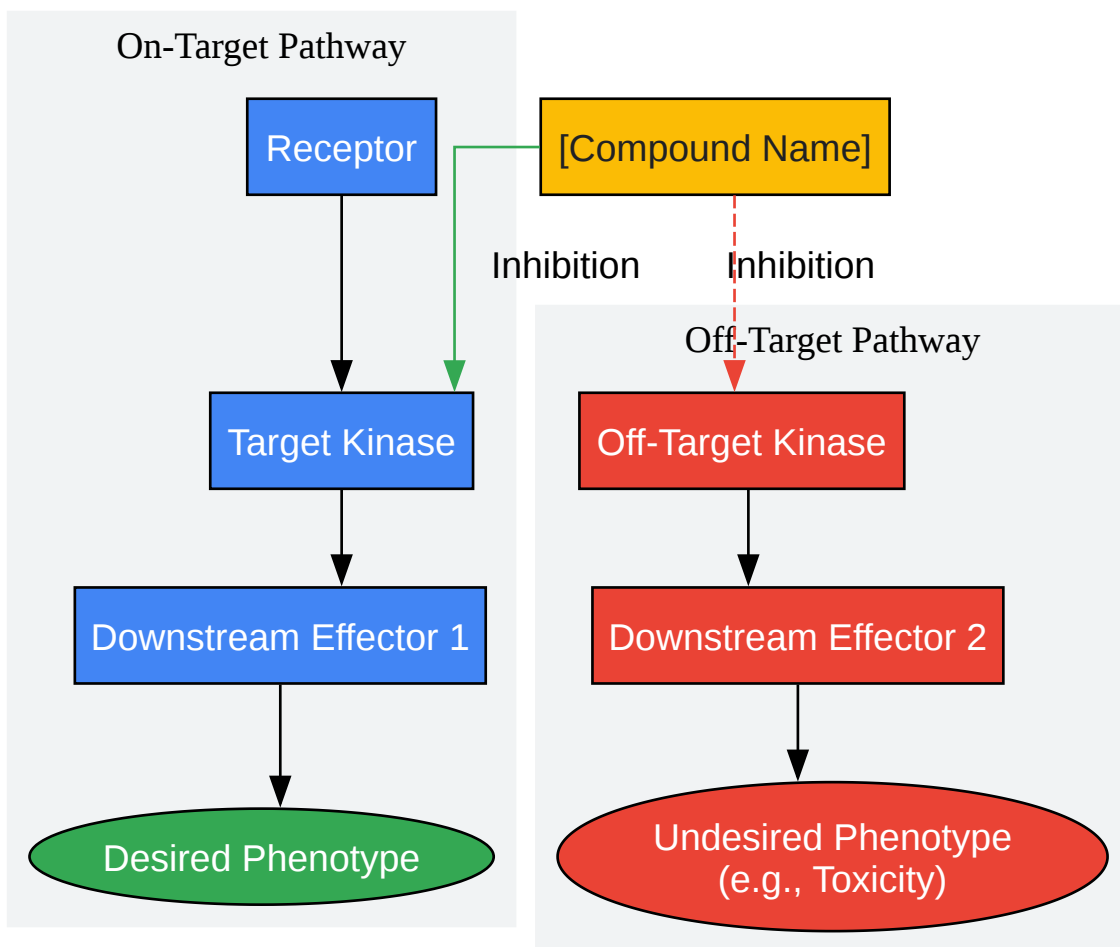 On-Target Pathway
Receptor
[Compound Name]
Inhibition
Inhibition
Off-Target Pathway
Target Kinase
Off-Target Kinase
Downstream Effector 1
Downstream Effector 2
Desired Phenotype
Undesired Phenotype
(e.g., Toxicity)